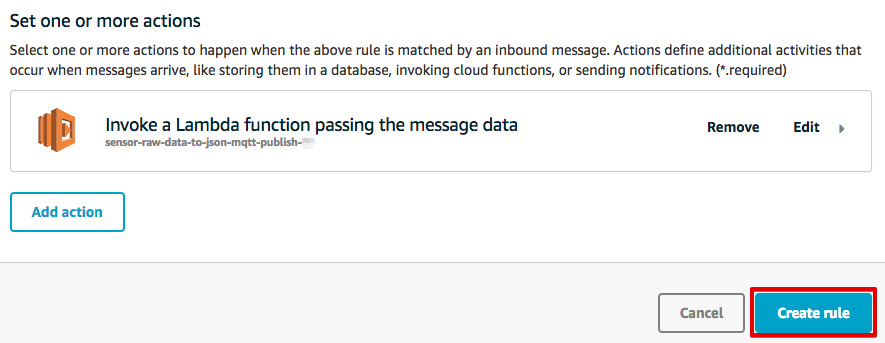 Set one or more actions
Select one or more actions to happen when the above rule is matched by an inbound message. Actions define additional activities that
occur when messages arrive, like storing them in a database, invoking cloud functions, or sending notifications. (*.required)
Invoke a Lambda function passing the message data
Remove
Edit
sensor-raw-data-to-json-mqtt-publish-
Add action
Cancel
Create rule